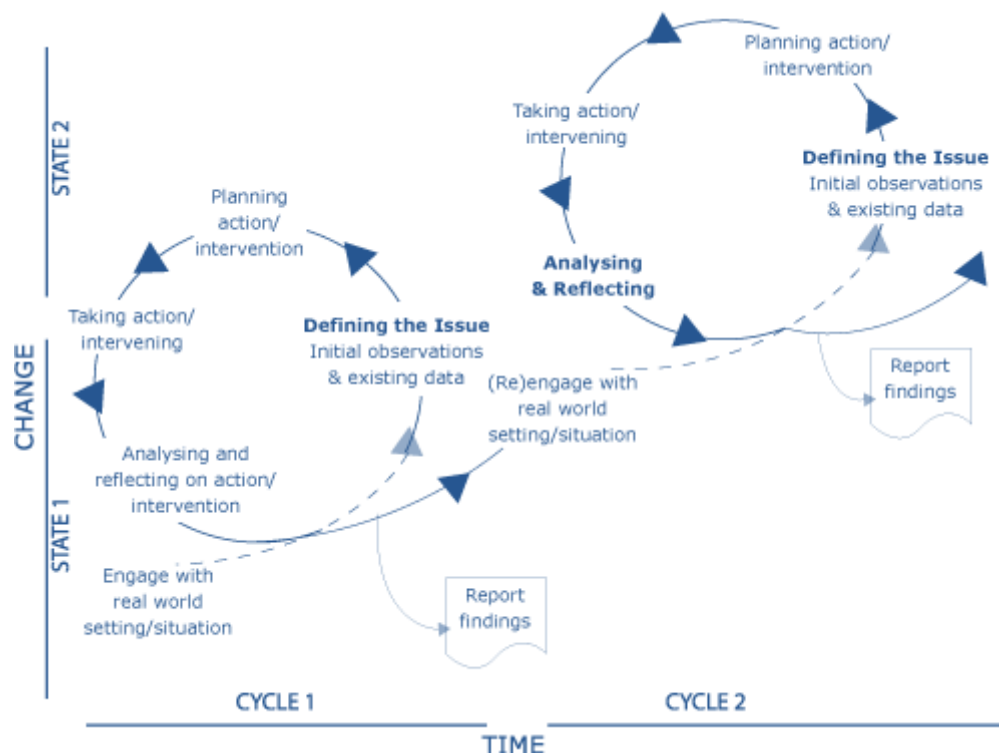 Planning action/
intervention
Taking action/
intervening
Defining the Issue
Initial observations
& existing data
Analysing
& Reflecting
Report
findings
STATE 2
Planning
action/
intervention
Taking action/
intervening
Defining the Issue
Initial observations
& existing data
(Re)engage with
real world
setting/situation
CHANGE
Analysing and
reflecting on action/
intervention
STATE 1
Engage with
real world
setting/situation
Report
findings
CYCLE 1
CYCLE 2
TIME